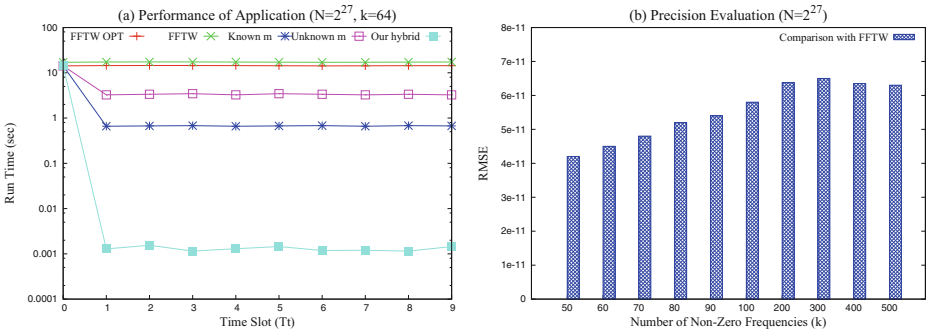 (a) Performance of Application (N=2^27, k=64)
FFTW OPT FFTW Known m Unknown m Our hybrid
100
10
1
0.1
0.01
0.001
0.0001
Run Time (sec)
0 1 2 3 4 5 6 7 8 9
Time Slot (Tt)
(b) Precision Evaluation (N=2^27)
Comparison with FFTW
8e-11
7e-11
6e-11
5e-11
4e-11
3e-11
2e-11
1e-11
0
RMSE
50 60 70 80 90 100 200 300 400 500
Number of Non-Zero Frequencies (k)